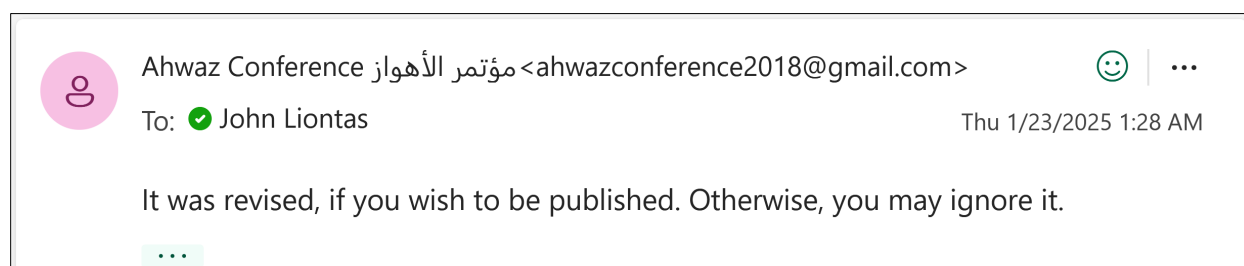 Ahwaz Conference مؤتمر الأهواز<ahwazconference2018@gmail.com>
To: John Liontas
Thu 1/23/2025 1:28 AM
It was revised, if you wish to be published. Otherwise, you may ignore it.